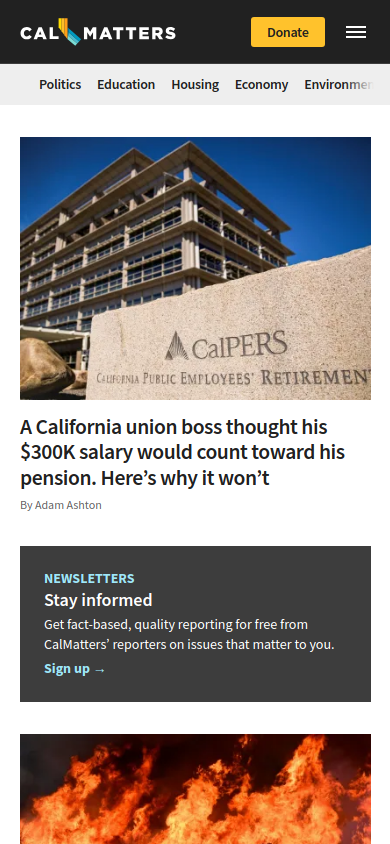 CAL MATTERS
Donate
Politics Education Housing Economy
CalPERS
CALIFORNIA PUBLIC EMPLOYEES' RETIREMENT
A California union boss thought his
$300K salary would count toward his
pension. Here’s why it won’t
By Adam Ashton
NEWSLETTERS
Stay informed
Get fact-based, quality reporting for free from
CalMatters’ reporters on issues that matter to you.
Sign up →